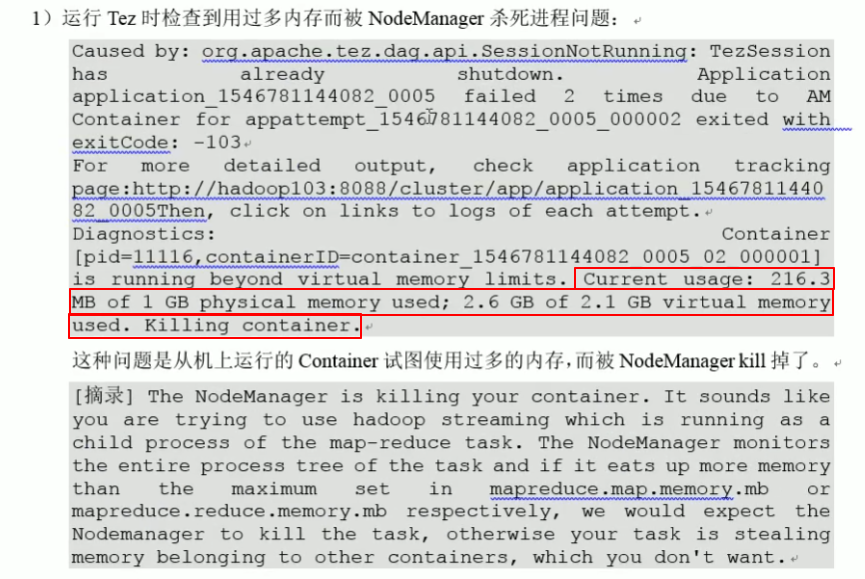 1）运行 Tez 时检查到用过多内存而被 NodeManager 杀死进程问题：
Caused by: org.apache.tez.dag.api.SessionNotRunning: TezSession
has already shutdown. Application
application_1546781144082_0005 failed 2 times due to AM
Container for appattempt_1546781144082_0005_000002 exited with
exitCode: -103
For more detailed output, check application tracking
page:http://hadoop103:8088/cluster/app/application_15467811440
82_0005Then, click on links to logs of each attempt.
Diagnostics: Container
[pid=11116,containerID=container_1546781144082_0005_02_000001]
is running beyond virtual memory limits. Current usage: 216.3
MB of 1 GB physical memory used; 2.6 GB of 2.1 GB virtual memory
used. Killing container.
这种问题是从机上运行的 Container 试图使用过多的内存，而被 NodeManager kill 掉了。
[摘录] The NodeManager is killing your container. It sounds like
you are trying to use hadoop streaming which is running as a
child process of the map-reduce task. The NodeManager monitors
the entire process tree of the task and if it eats up more memory
than the maximum set in mapreduce.map.memory.mb or
mapreduce.reduce.memory.mb respectively, we would expect the
Nodemanager to kill the task, otherwise your task is stealing
memory belonging to other containers, which you don't want.